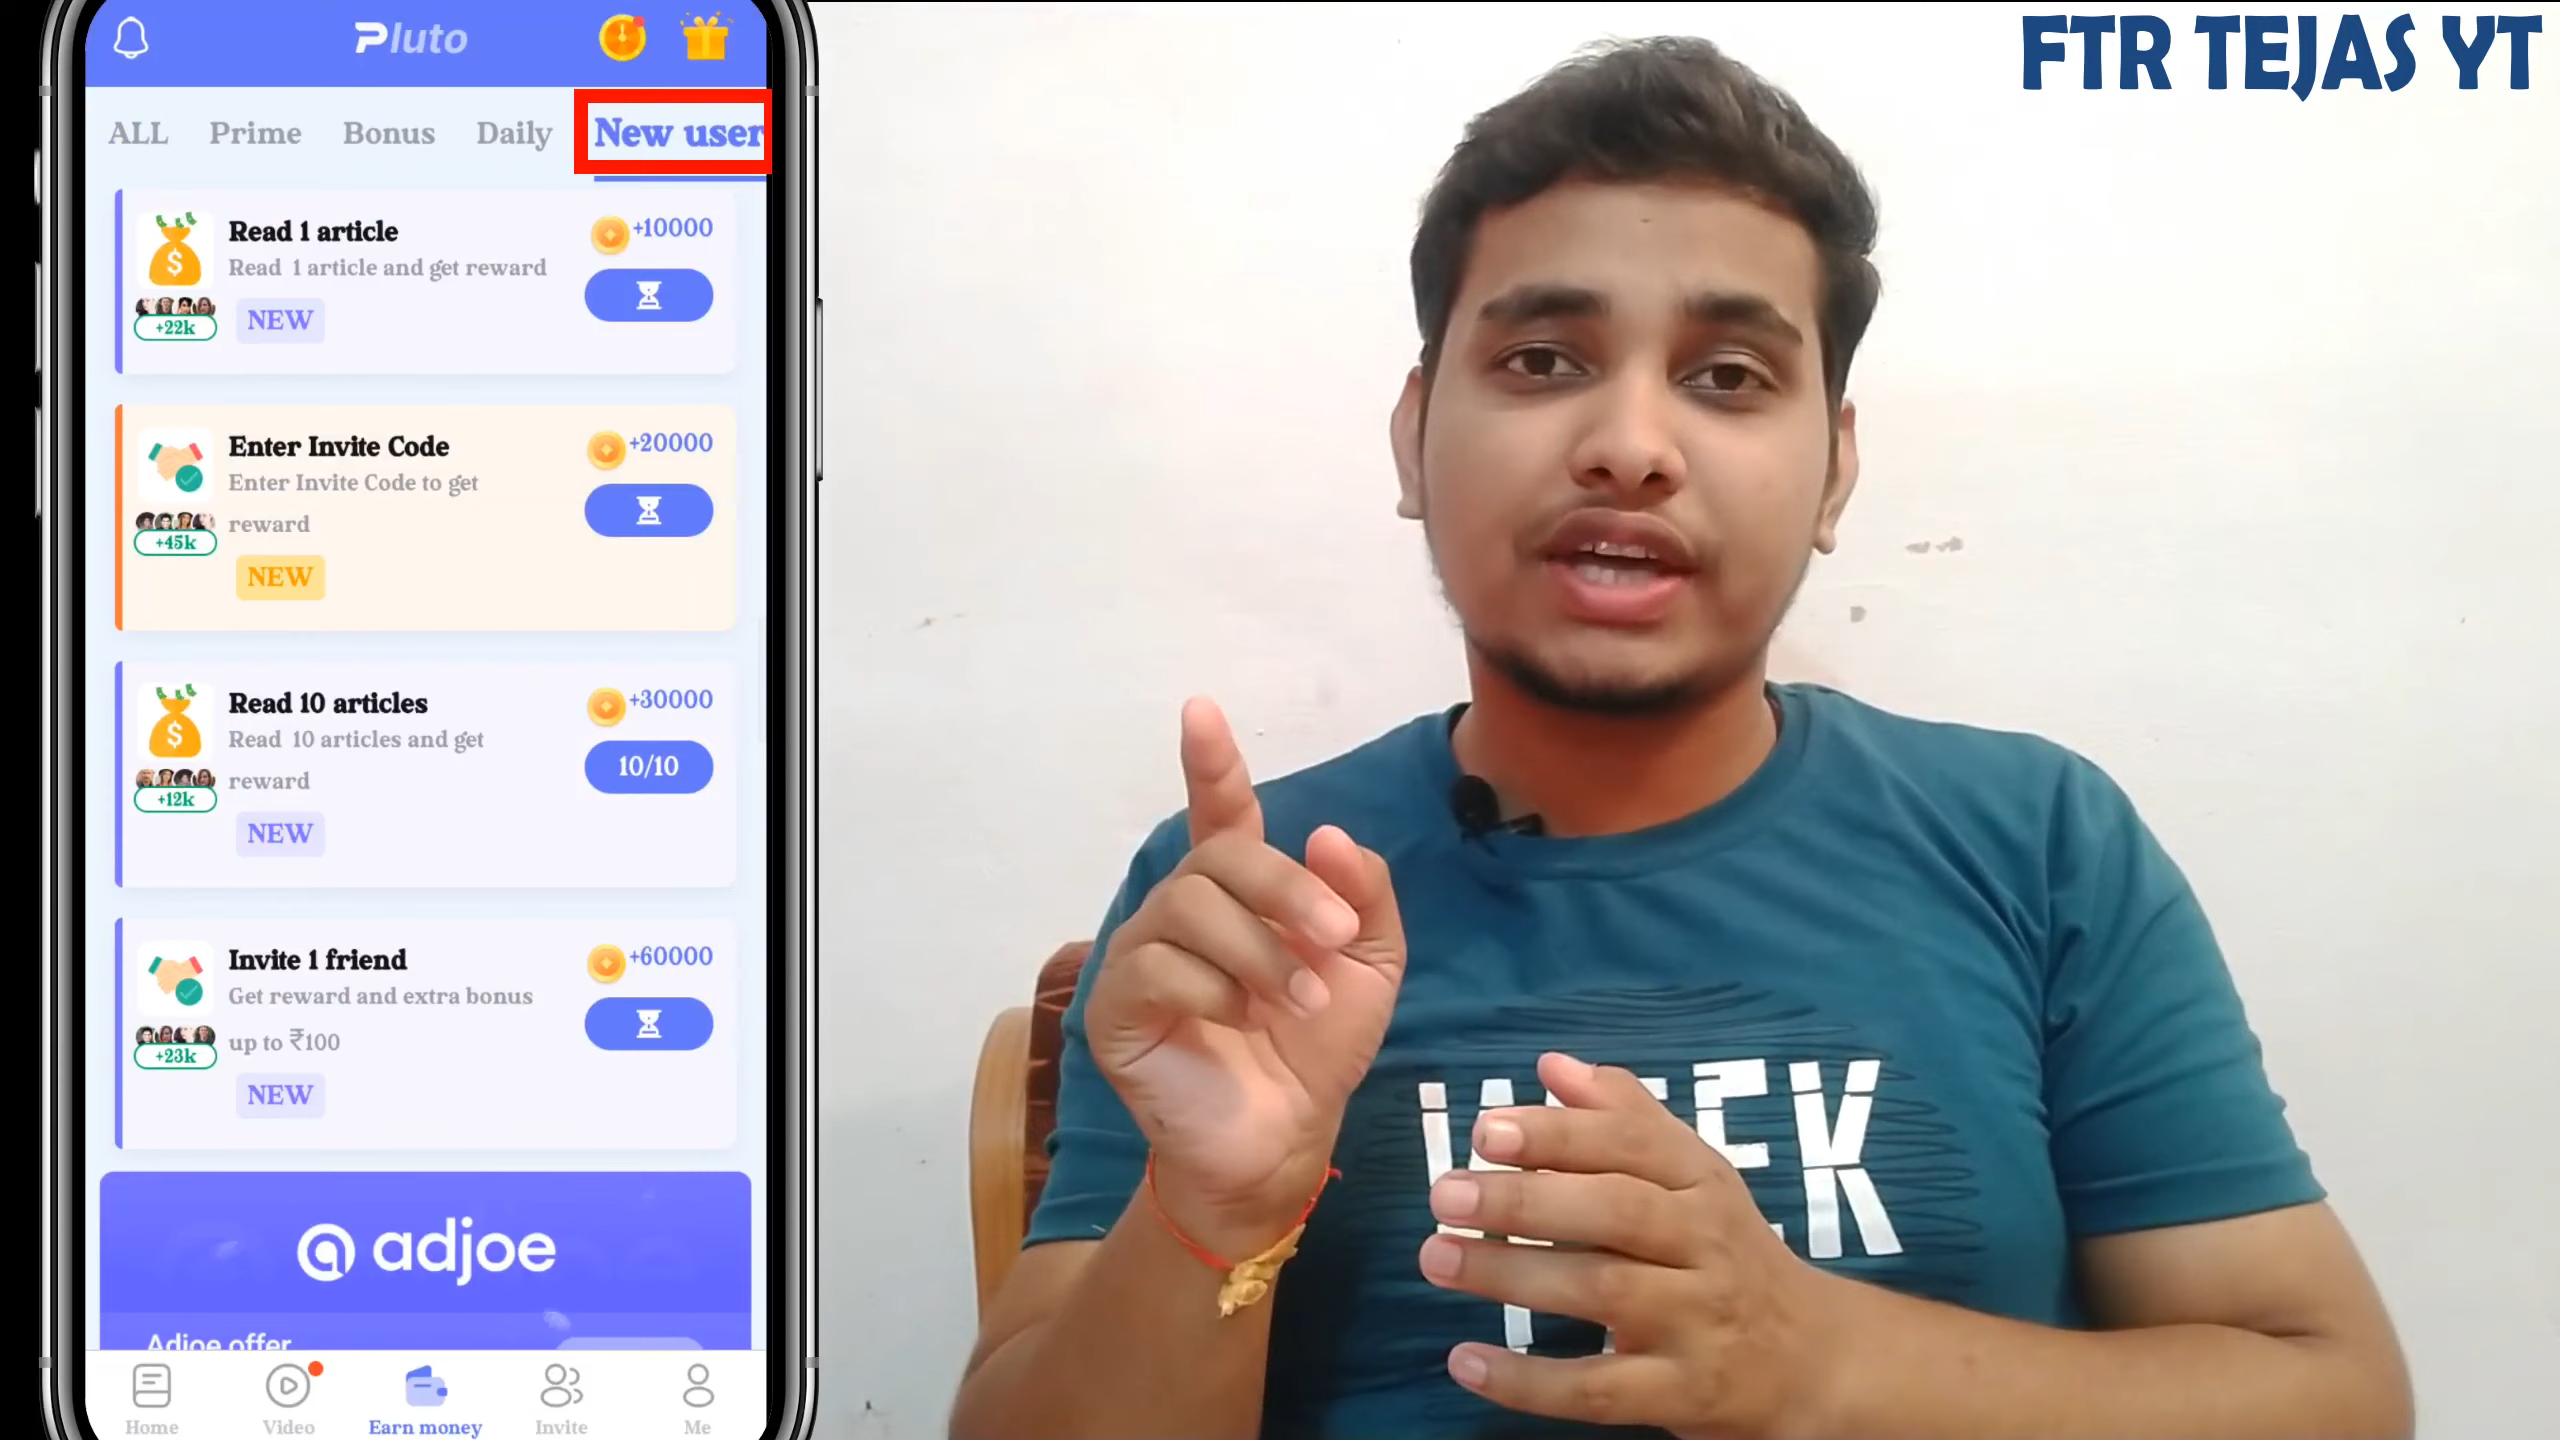 FTR TEJAS YT
Pluto
ALL Prime Bonus Daily New user
Read 1 article
+10000
Read 1 article and get reward
+22k
NEW
Enter Invite Code
+20000
Enter Invite Code to get
reward
+45k
NEW
Read 10 articles
+30000
Read 10 articles and get
reward
10/10
+12k
NEW
Invite 1 friend
+60000
Get reward and extra bonus
up to ₹100
+23k
NEW
adjoe
Adjoe offer
Home Video Earn money Invite Me